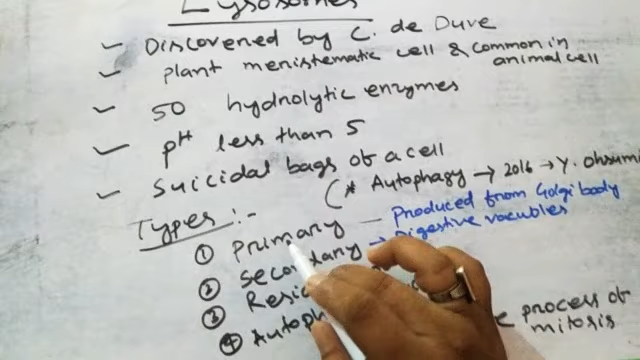 Lysosomes
- Discovered by C. de Duve
- plant meristematic cell & common in
animal cell
- 50 hydrolytic enzymes
- pH less than 5
- Suicidal bags of a cell
(* Autophagy → 2016 → Y. Ohsumi
Types :-
① Primary — Produced from Golgi body
② Secondary → Digestive vacuoles
③ Resi
④ Autoph process of
mitosis